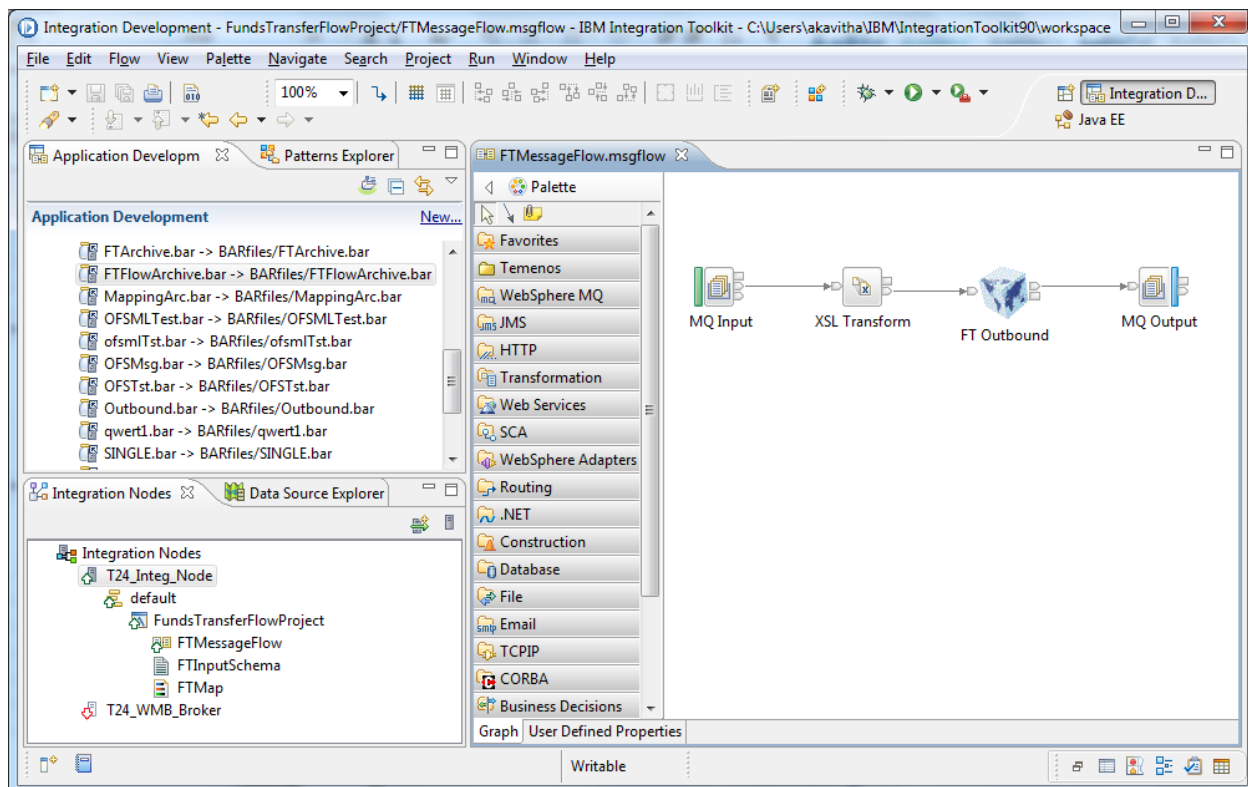 Integration Development - FundsTransferFlowProject/FTMessageFlow.msgflow - IBM Integration Toolkit - C:\Users\akavitha\IBM\IntegrationToolkit90\workspace
File Edit Flow View Palette Navigate Search Project Run Window Help
100%
Integration D...
Java EE
Application Developm
Patterns Explorer
Application Development
New...
FTArchive.bar -> BARfiles/FTArchive.bar
FTFlowArchive.bar -> BARfiles/FTFlowArchive.bar
MappingArc.bar -> BARfiles/MappingArc.bar
OFSMLTest.bar -> BARfiles/OFSMLTest.bar
ofsmlTst.bar -> BARfiles/ofsmlTst.bar
OFSMsg.bar -> BARfiles/OFSMsg.bar
OFSTst.bar -> BARfiles/OFSTst.bar
Outbound.bar -> BARfiles/Outbound.bar
qwert1.bar -> BARfiles/qwert1.bar
SINGLE.bar -> BARfiles/SINGLE.bar
Integration Nodes
Data Source Explorer
Integration Nodes
T24_Integ_Node
default
FundsTransferFlowProject
FTMessageFlow
FTInputSchema
FTMap
T24_WMB_Broker
FTMessageFlow.msgflow
Palette
Favorites
Temenos
mq WebSphere MQ
Jms JMS
HTTP
Transformation
Web Services
SCA
WebSphere Adapters
Routing
.NET
Construction
Database
File
smtp Email
TCPIP
CORBA
Business Decisions
MQ Input
XSL Transform
FT Outbound
MQ Output
Graph User Defined Properties
Writable